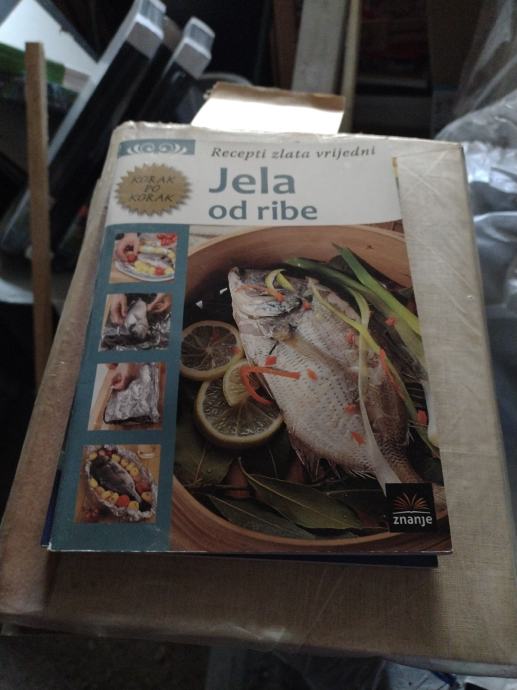 Recepti zlata vrijedni
Jela
od ribe
KORAK
PO
KORAK
znanje